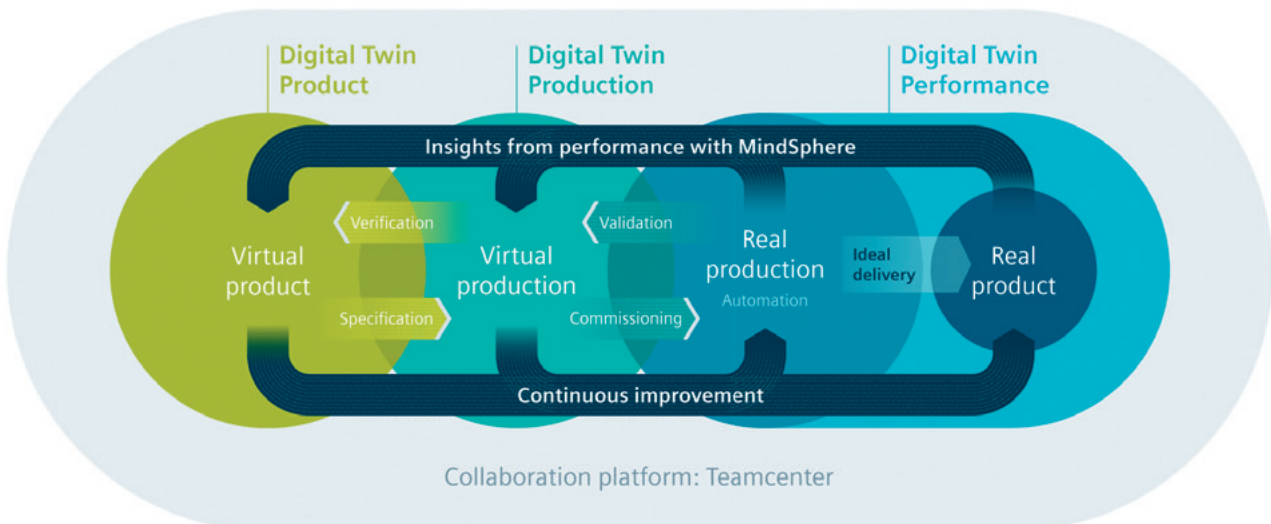 Digital Twin
Product
Digital Twin
Production
Digital Twin
Performance
Insights from performance with MindSphere
Verification
Validation
Virtual
product
Virtual
production
Real
production
Automation
Ideal
delivery
Real
product
Specification
Commissioning
Continuous improvement
Collaboration platform: Teamcenter